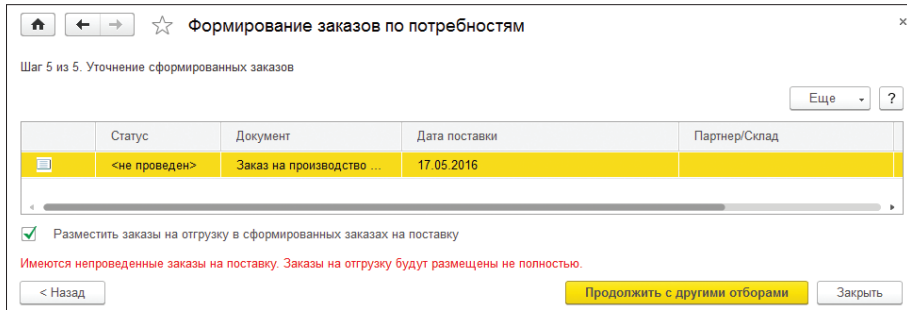 Формирование заказов по потребностям
Шаг 5 из 5. Уточнение сформированных заказов
Еще ?
Статус Документ Дата поставки Партнер/Склад
<не проведен> Заказ на производство ... 17.05.2016
Разместить заказы на отгрузку в сформированных заказах на поставку
Имеются непроведенные заказы на поставку. Заказы на отгрузку будут размещены не полностью.
< Назад Продолжить с другими отборами Закрыть